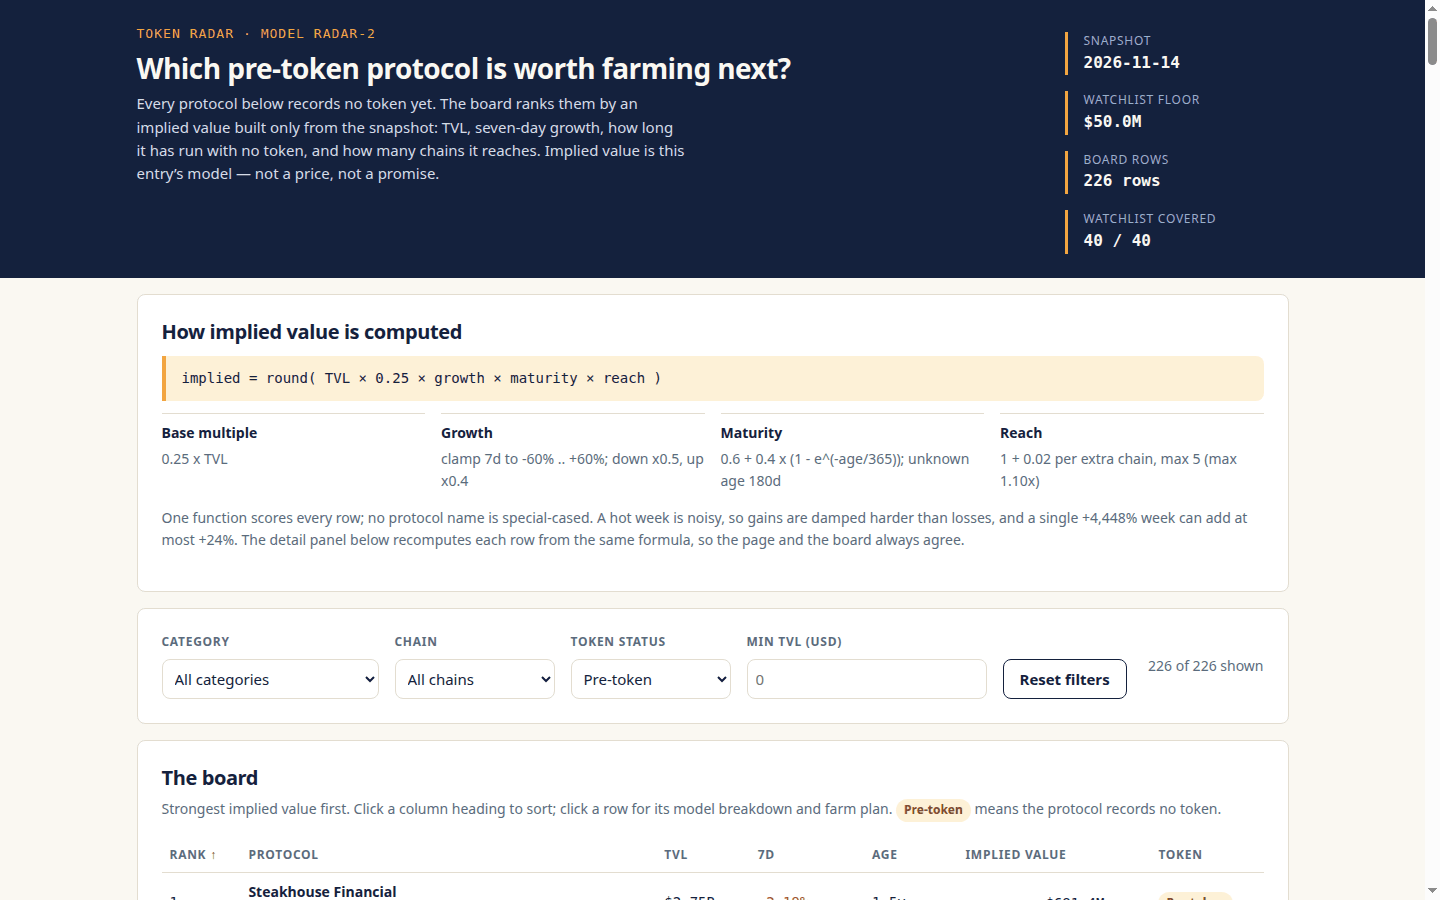 TOKEN RADAR · MODEL RADAR-2
Which pre-token protocol is worth farming next?
Every protocol below records no token yet. The board ranks them by an
implied value built only from the snapshot: TVL, seven-day growth, how long
it has run with no token, and how many chains it reaches. Implied value is this
entry's model — not a price, not a promise.
SNAPSHOT
2026-11-14
WATCHLIST FLOOR
$50.0M
BOARD ROWS
226 rows
WATCHLIST COVERED
40 / 40
How implied value is computed
implied = round( TVL × 0.25 × growth × maturity × reach )
Base multiple
0.25 x TVL
Growth
clamp 7d to -60% .. +60%; down x0.5, up
x0.4
Maturity
0.6 + 0.4 x (1 - e^(-age/365)); unknown
age 180d
Reach
1 + 0.02 per extra chain, max 5 (max
1.10x)
One function scores every row; no protocol name is special-cased. A hot week is noisy, so gains are damped harder than losses, and a single +4,448% week can add at
most +24%. The detail panel below recomputes each row from the same formula, so the page and the board always agree.
CATEGORY
All categories
CHAIN
All chains
TOKEN STATUS
Pre-token
MIN TVL (USD)
0
Reset filters
226 of 226 shown
The board
Strongest implied value first. Click a column heading to sort; click a row for its model breakdown and farm plan. Pre-token means the protocol records no token.
RANK ↑ PROTOCOL TVL 7D AGE IMPLIED VALUE TOKEN
Steakhouse Financial